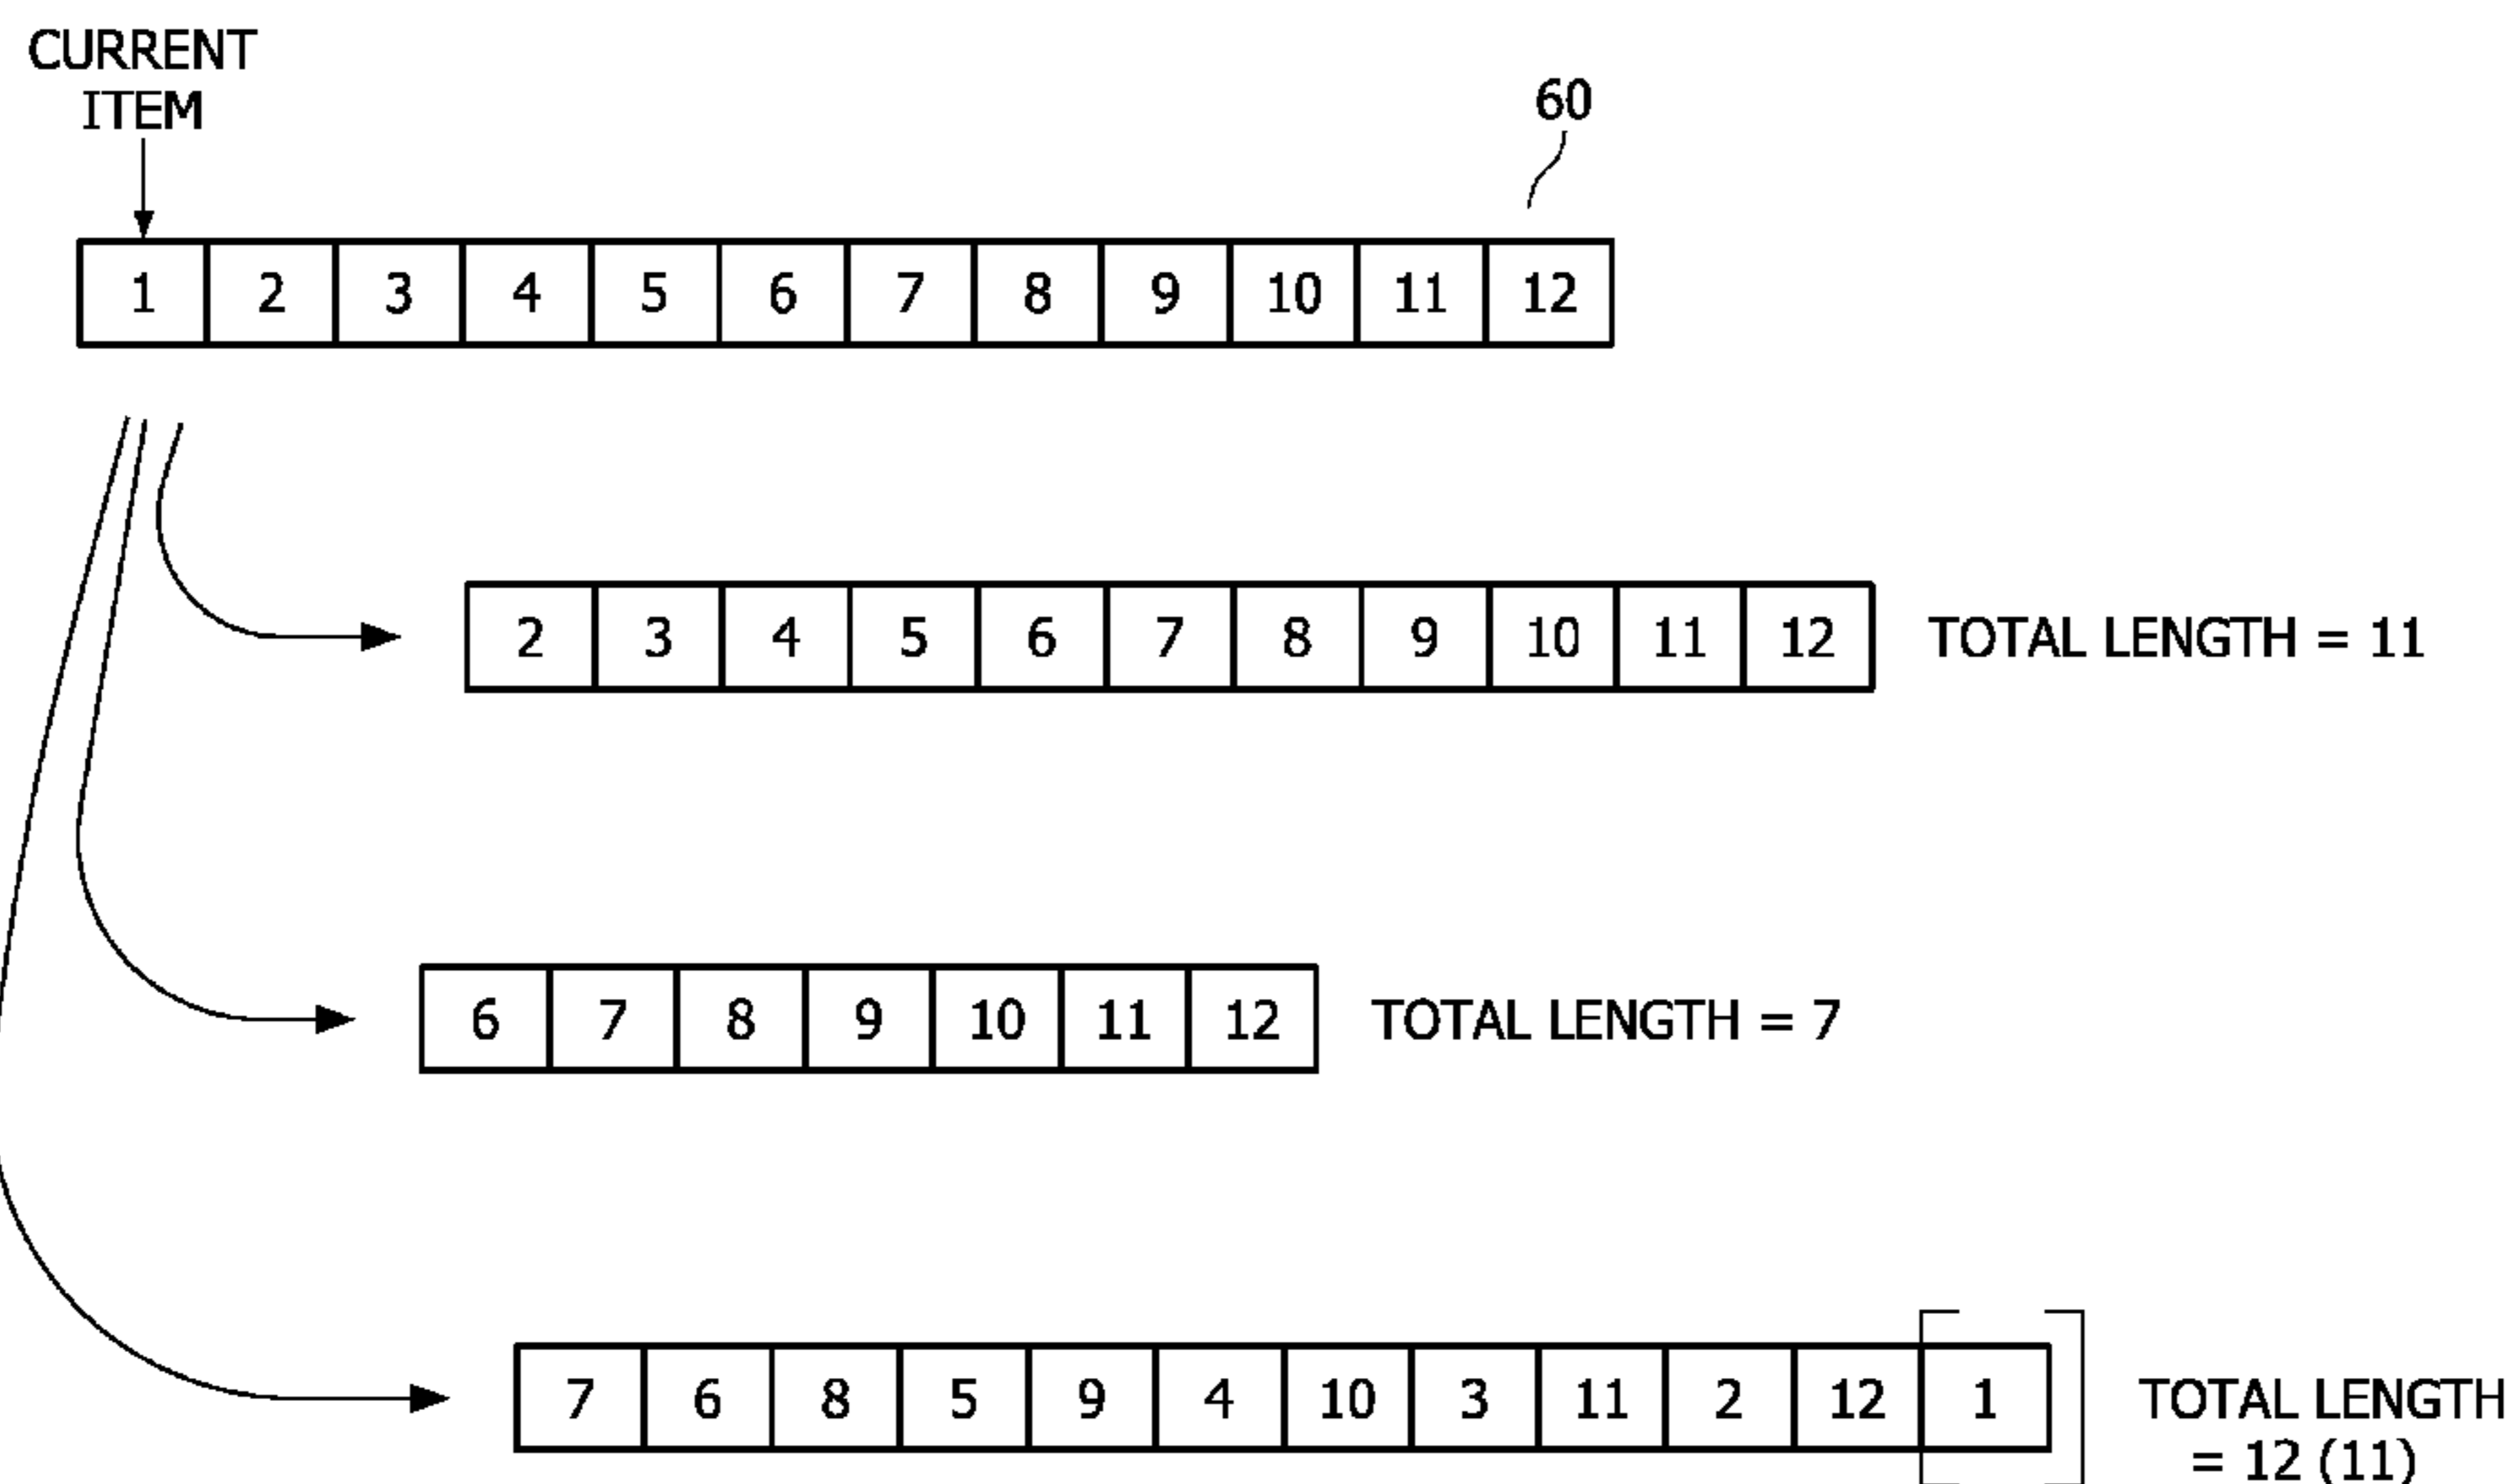 CURRENT
ITEM
60
1 2 3 4 5 6 7 8 9 10 11 12
2 3 4 5 6 7 8 9 10 11 12 TOTAL LENGTH = 11
6 7 8 9 10 11 12 TOTAL LENGTH = 7
7 6 8 5 9 4 10 3 11 2 12 1 TOTAL LENGTH
= 12 (11)